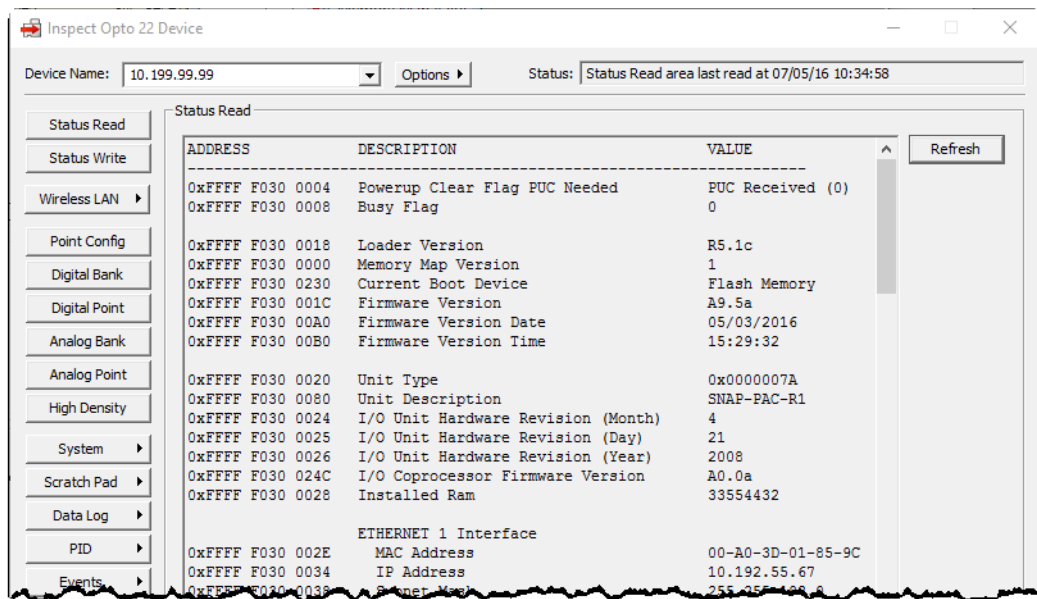 Inspect Opto 22 Device
Device Name: 10.199.99.99 Options Status: Status Read area last read at 07/05/16 10:34:58
Status Read
Status Write
Wireless LAN
Point Config
Digital Bank
Digital Point
Analog Bank
Analog Point
High Density
System
Scratch Pad
Data Log
PID
Events
Status Read
ADDRESS DESCRIPTION VALUE
--------------------------------------------------------------------------
0xFFFF F030 0004 Powerup Clear Flag PUC Needed PUC Received (0)
0xFFFF F030 0008 Busy Flag 0
0xFFFF F030 0018 Loader Version R5.1c
0xFFFF F030 0000 Memory Map Version 1
0xFFFF F030 0230 Current Boot Device Flash Memory
0xFFFF F030 001C Firmware Version A9.5a
0xFFFF F030 00A0 Firmware Version Date 05/03/2016
0xFFFF F030 00B0 Firmware Version Time 15:29:32
0xFFFF F030 0020 Unit Type 0x0000007A
0xFFFF F030 0080 Unit Description SNAP-PAC-R1
0xFFFF F030 0024 I/O Unit Hardware Revision (Month) 4
0xFFFF F030 0025 I/O Unit Hardware Revision (Day) 21
0xFFFF F030 0026 I/O Unit Hardware Revision (Year) 2008
0xFFFF F030 024C I/O Coprocessor Firmware Version A0.0a
0xFFFF F030 0028 Installed Ram 33554432
ETHERNET 1 Interface
0xFFFF F030 002E MAC Address 00-A0-3D-01-85-9C
0xFFFF F030 0034 IP Address 10.192.55.67
0xFFFF F030 0038
Refresh